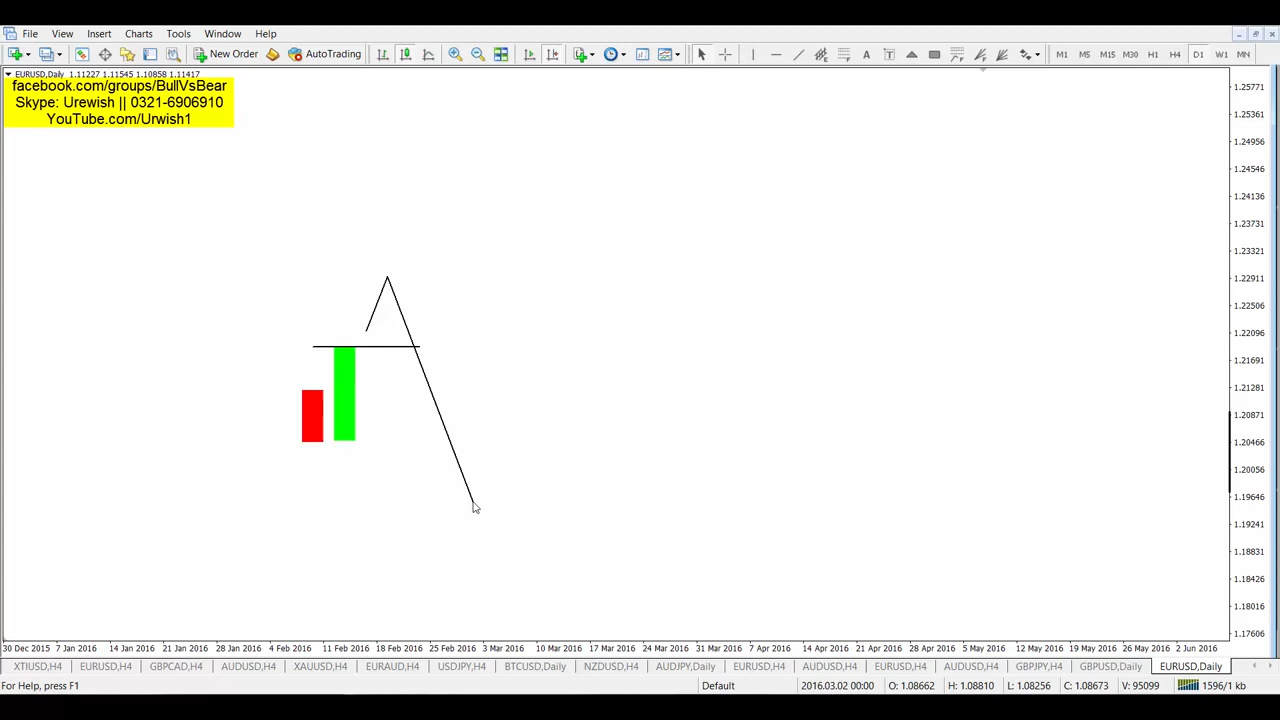 File View Insert Charts Tools Window Help
New Order AutoTrading M1 M5 M15 M30 H1 H4 D1 W1 MN
EURUSD,Daily 1.11227 1.11545 1.10858 1.11417
facebook.com/groups/BullVsBear
Skype: Urewish || 0321-6906910
YouTube.com/Urwish1
1.25771
1.25361
1.24956
1.24546
1.24136
1.23731
1.23321
1.22911
1.22506
1.22096
1.21691
1.21281
1.20871
1.20466
1.20056
1.19646
1.19241
1.18831
1.18426
1.18016
1.17606
30 Dec 2015 7 Jan 2016 14 Jan 2016 21 Jan 2016 28 Jan 2016 4 Feb 2016 11 Feb 2016 18 Feb 2016 25 Feb 2016 3 Mar 2016 10 Mar 2016 17 Mar 2016 24 Mar 2016 31 Mar 2016 7 Apr 2016 14 Apr 2016 21 Apr 2016 28 Apr 2016 5 May 2016 12 May 2016 19 May 2016 26 May 2016 2 Jun 2016
XTIUSD,H4 EURUSD,H4 GBPCAD,H4 AUDUSD,H4 XAUUSD,H4 EURAUD,H4 USDJPY,H4 BTCUSD,Daily NZDUSD,H4 AUDJPY,Daily EURUSD,H4 AUDUSD,H4 EURUSD,H4 AUDUSD,H4 GBPJPY,H4 GBPUSD,Daily EURUSD,Daily
For Help, press F1 Default 2016.03.02 00:00 O: 1.08662 H: 1.08810 L: 1.08256 C: 1.08673 V: 95099 1596/1 kb